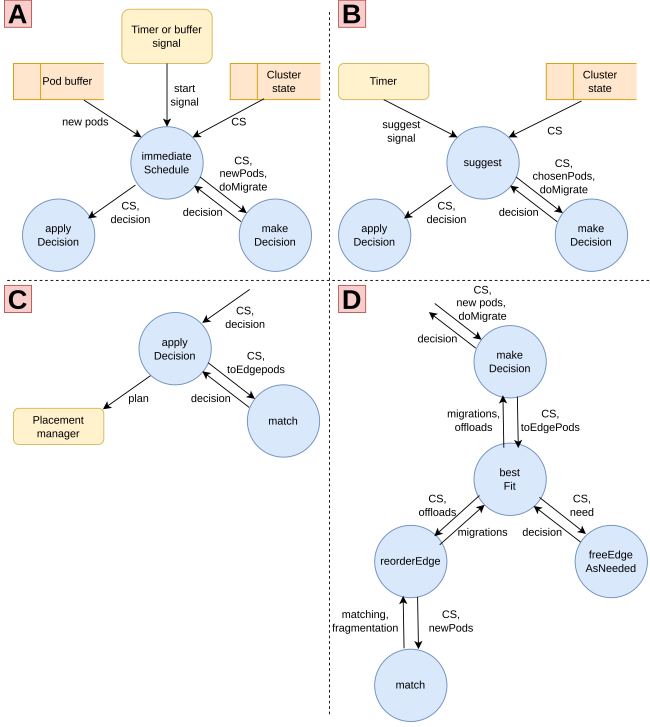 A
Timer or buffer
signal
Pod buffer
Cluster
state
start
signal
new pods
CS
immediate
Schedule
CS,
newPods,
doMigrate
CS,
decision
decision
apply
Decision
make
Decision
B
Timer
Cluster
state
suggest
signal
CS
suggest
CS,
chosenPods,
doMigrate
CS,
decision
decision
apply
Decision
make
Decision
C
CS,
decision
apply
Decision
CS,
toEdgepods
plan
decision
Placement
manager
match
D
CS,
new pods,
doMigrate
decision
make
Decision
migrations,
offloads
CS,
toEdgePods
best
Fit
CS,
offloads
CS,
need
migrations
decision
reorderEdge
freeEdge
AsNeeded
matching,
fragmentation
CS,
newPods
match